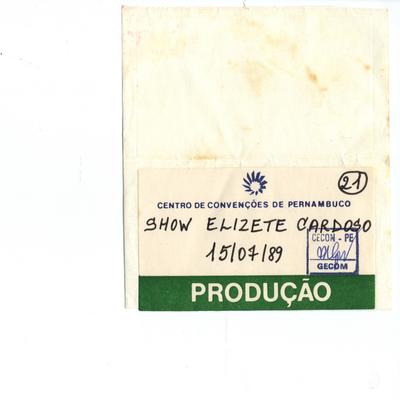 21
CENTRO DE CONVENÇÕES DE PERNAMBUCO
SHOW ELIZETE CARDOSO
15/07/89
CECON - PE
GECOM
PRODUÇÃO